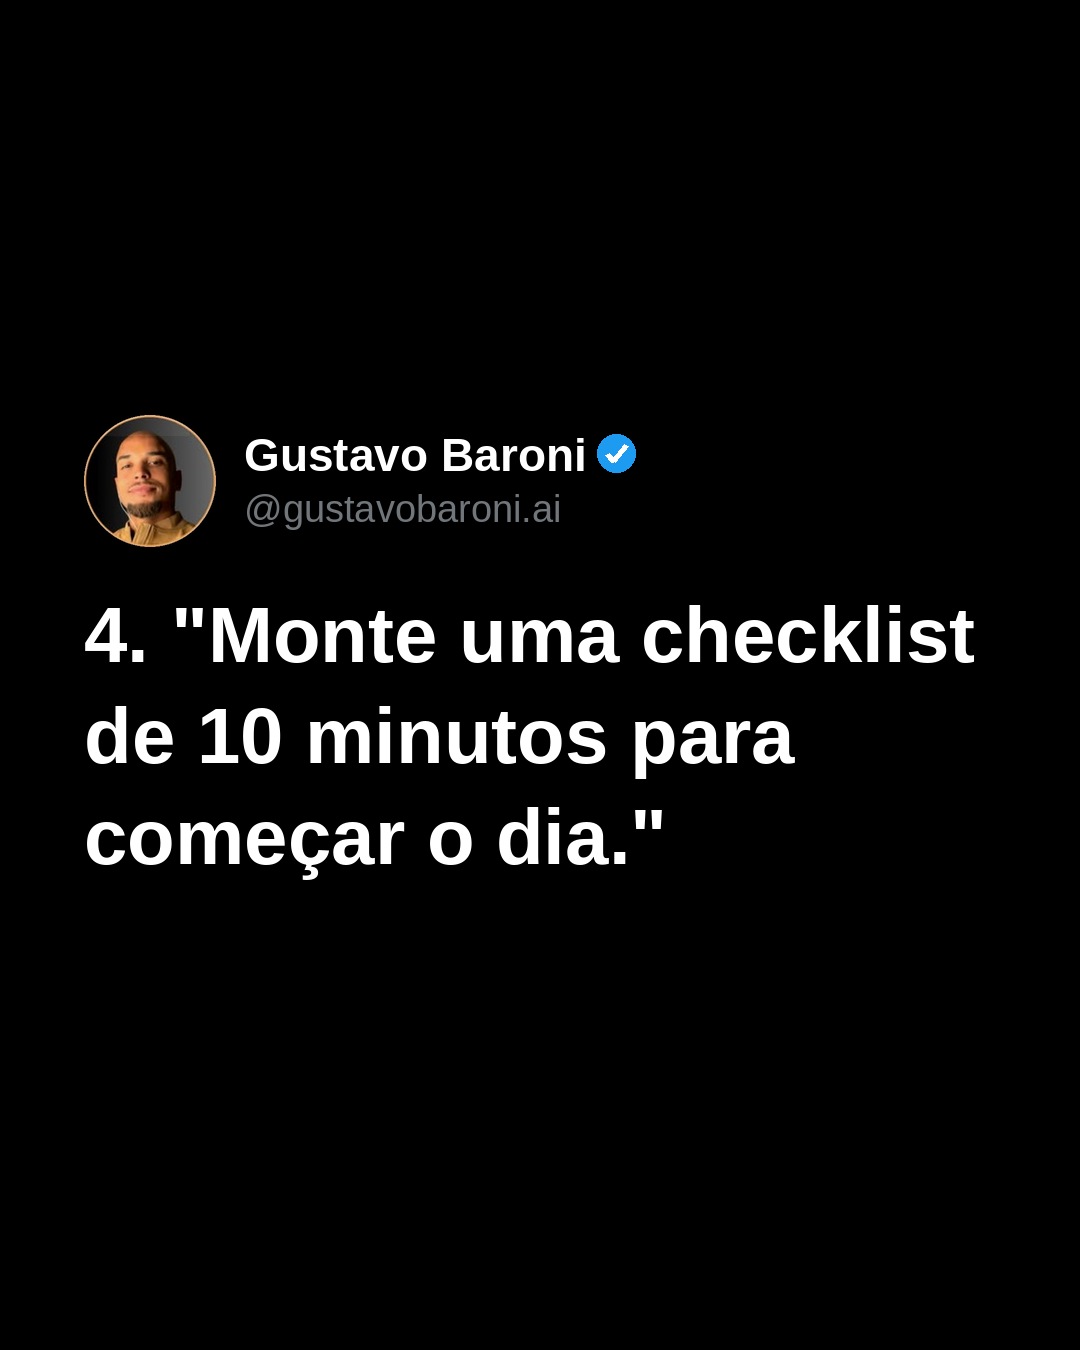 Gustavo Baroni
@gustavobaroni.ai
4. "Monte uma checklist
de 10 minutos para
começar o dia."